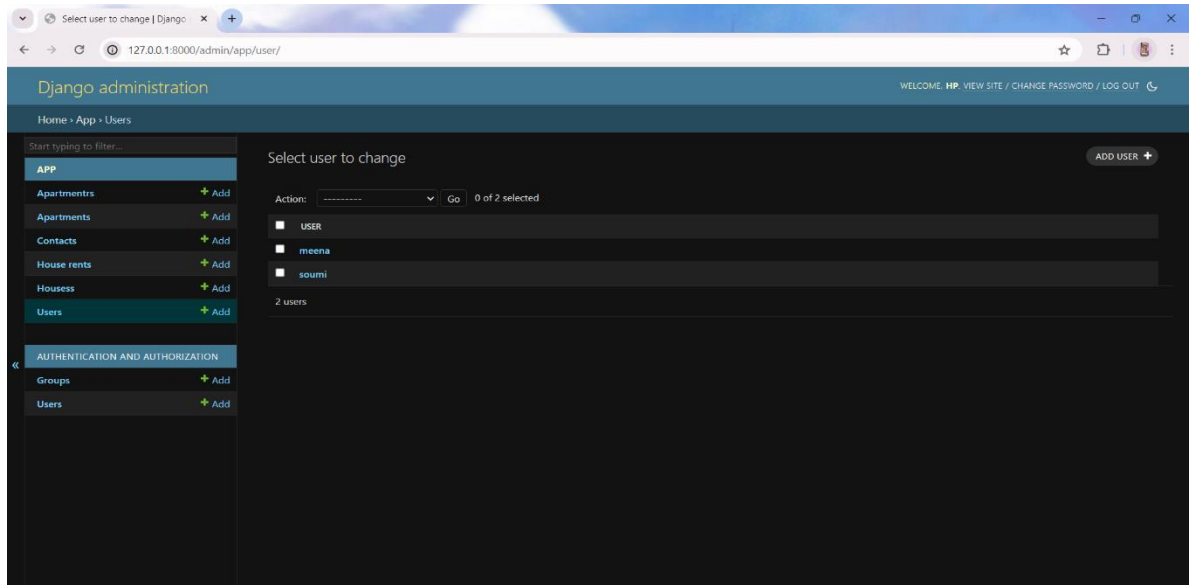 Select user to change | Django
127.0.0.1:8000/admin/app/user/
Django administration
WELCOME, HP. VIEW SITE / CHANGE PASSWORD / LOG OUT
Home › App › Users
Start typing to filter...
APP
Apartmentrs + Add
Apartments + Add
Contacts + Add
House rents + Add
Housess + Add
Users + Add
AUTHENTICATION AND AUTHORIZATION
Groups + Add
Users + Add
«
Select user to change
ADD USER +
Action: --------- Go 0 of 2 selected
USER
meena
soumi
2 users